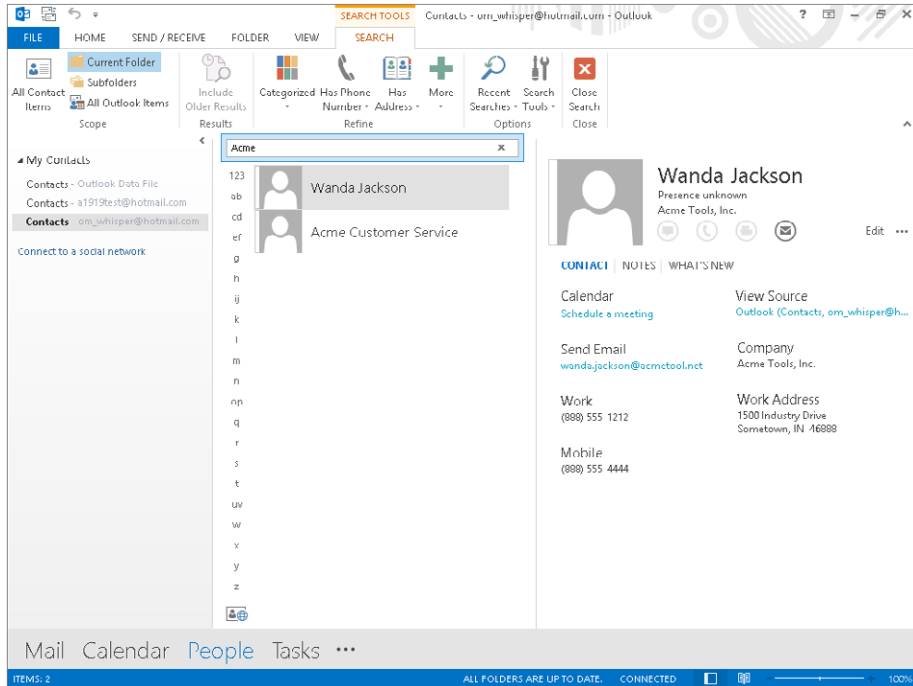 SEARCH TOOLS
Contacts - om_whisper@hotmail.com - Outlook
FILE HOME SEND / RECEIVE FOLDER VIEW SEARCH
All Contact Items
Current Folder
Subfolders
All Outlook Items
Include Older Results
Categorized
Has Phone Number
Has Address
More
Recent Searches
Search Tools
Close Search
Scope Results Refine Options Close
My Contacts
Contacts - Outlook Data File
Contacts - a1919test@hotmail.com
Contacts om_whisper@hotmail.com
Connect to a social network
Acme x
123
ab
cd
ef
g
h
ij
k
l
m
n
op
q
r
s
t
uv
w
x
y
z
Wanda Jackson
Acme Customer Service
Wanda Jackson
Presence unknown
Acme Tools, Inc.
Edit •••
CONTACT NOTES WHAT'S NEW
Calendar
Schedule a meeting
View Source
Outlook (Contacts, om_whisper@h...
Send Email
wanda.jackson@acmetool.net
Company
Acme Tools, Inc.
Work
(888) 555 1212
Work Address
1500 Industry Drive
Sometown, IN 46888
Mobile
(888) 555 4444
Mail Calendar People Tasks •••
ITEMS: 2
ALL FOLDERS ARE UP TO DATE. CONNECTED
100%